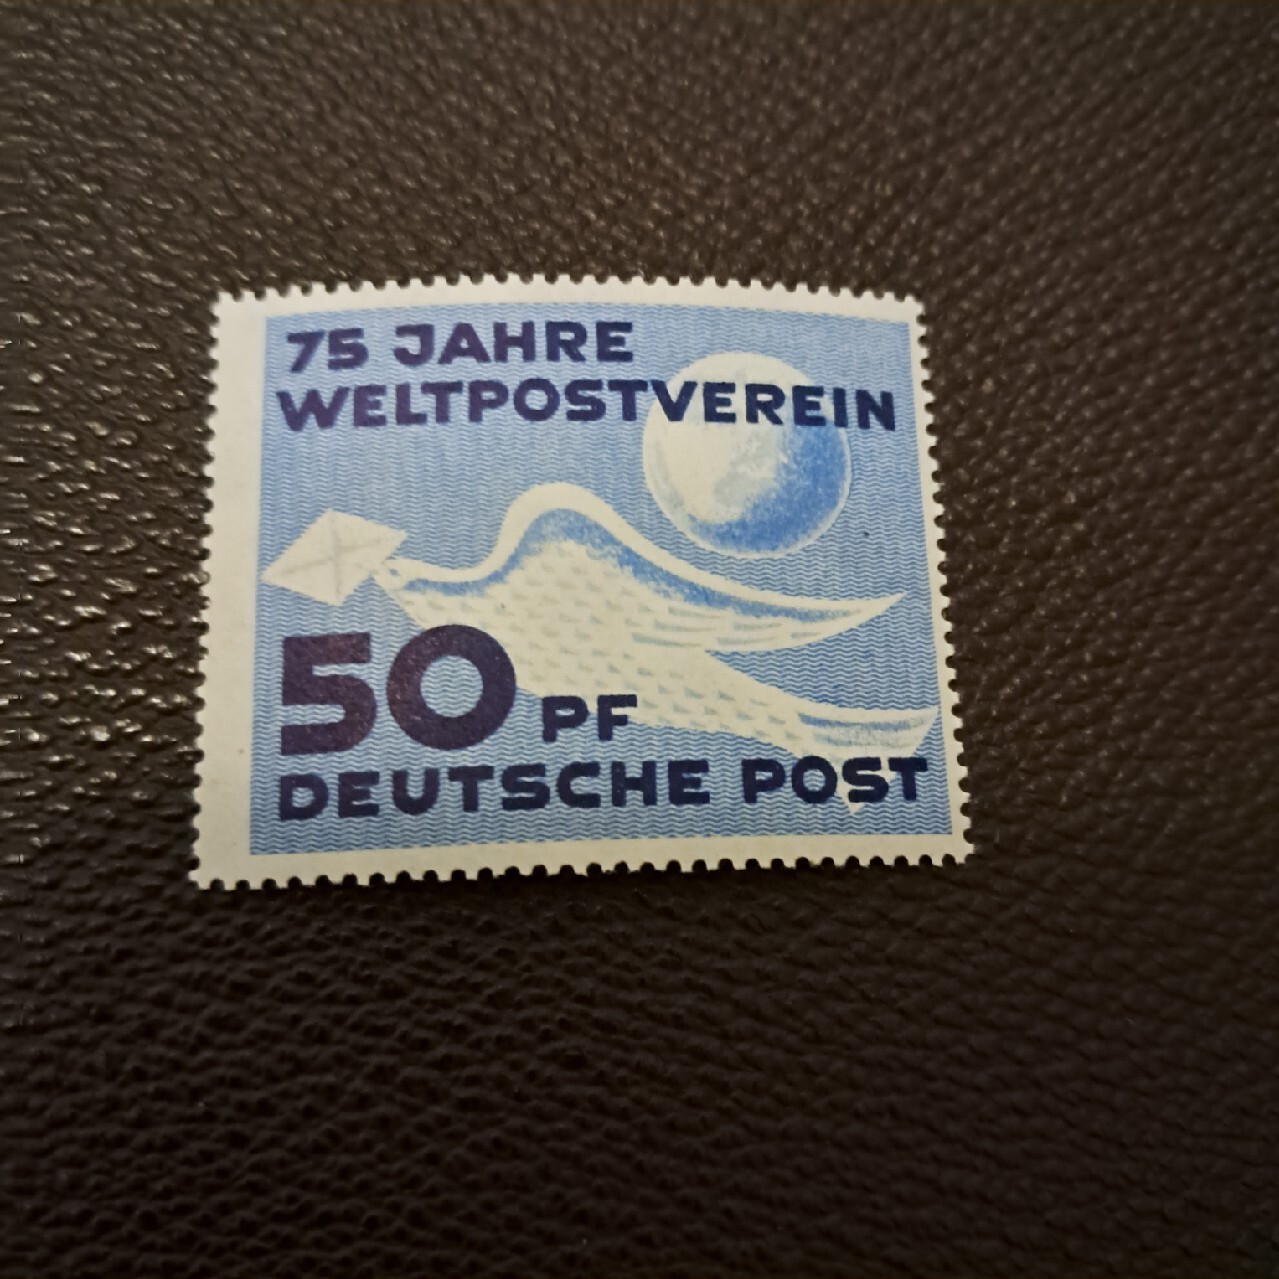 75 JAHRE
WELTPOSTVEREIN
50 PF
DEUTSCHE POST